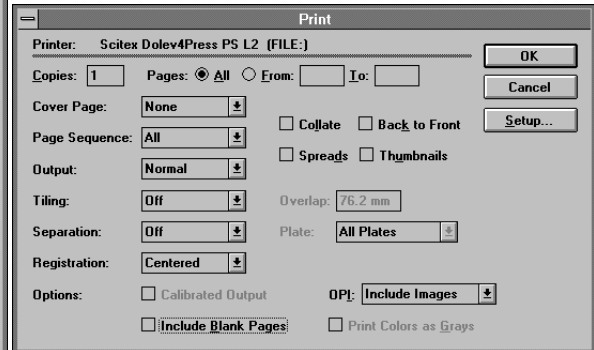 Print
Printer: Scitex Dolev4Press PS L2 (FILE:)
OK
Copies: 1 Pages: All From: To:
Cancel
Cover Page: None
Collate Back to Front
Setup...
Page Sequence: All
Spreads Thumbnails
Output: Normal
Tiling: Off Overlap: 76.2 mm
Separation: Off Plate: All Plates
Registration: Centered
Options: Calibrated Output OPI: Include Images
Include Blank Pages Print Colors as Grays